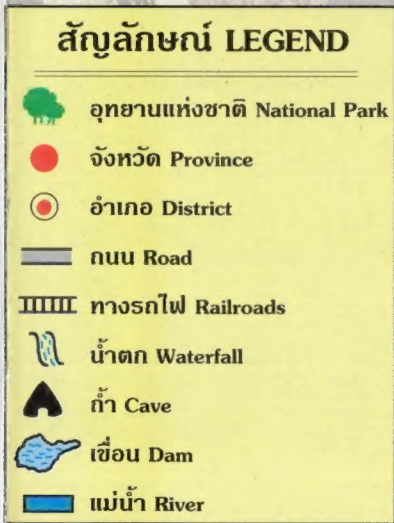 สัญลักษณ์ LEGEND
อุทยานแห่งชาติ National Park
จังหวัด Province
อำเภอ District
ถนน Road
ทางรถไฟ Railroads
น้ำตก Waterfall
ถ้ำ Cave
เขื่อน Dam
แม่น้ำ River